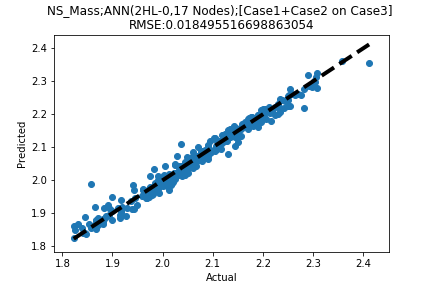 NS_Mass;ANN(2HL-0,17 Nodes);[Case1+Case2 on Case3]
RMSE:0.018495516698863054
2.4
2.3
2.2
2.1
2.0
1.9
1.8
Predicted
1.8 1.9 2.0 2.1 2.2 2.3 2.4
Actual